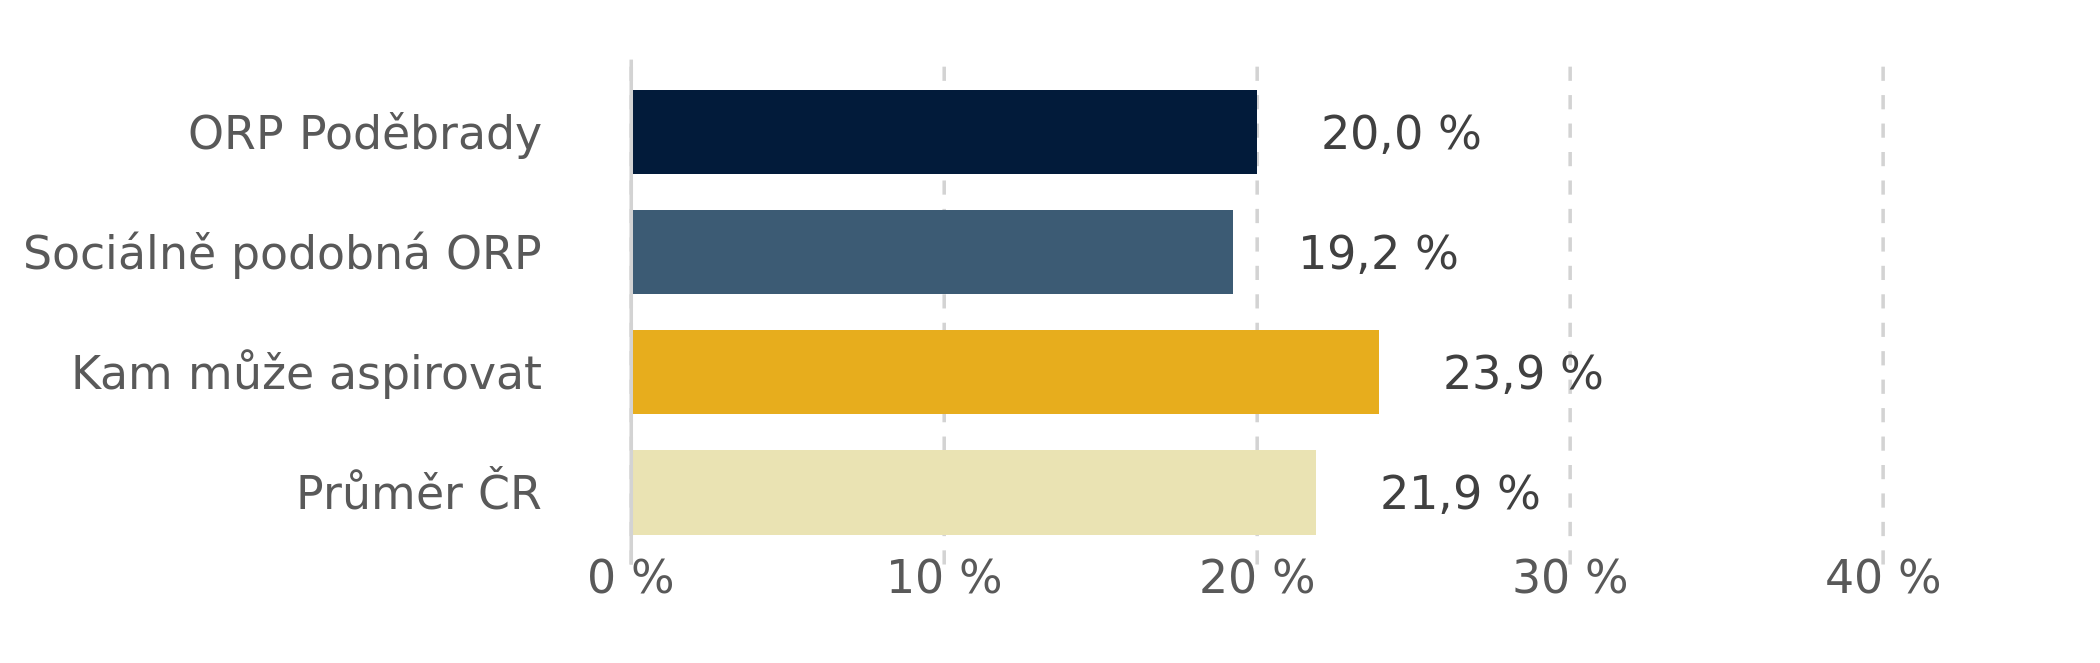 ORP Poděbrady 20,0 %
Sociálně podobná ORP 19,2 %
Kam může aspirovat 23,9 %
Průměr ČR 21,9 %
0 % 10 % 20 % 30 % 40 %